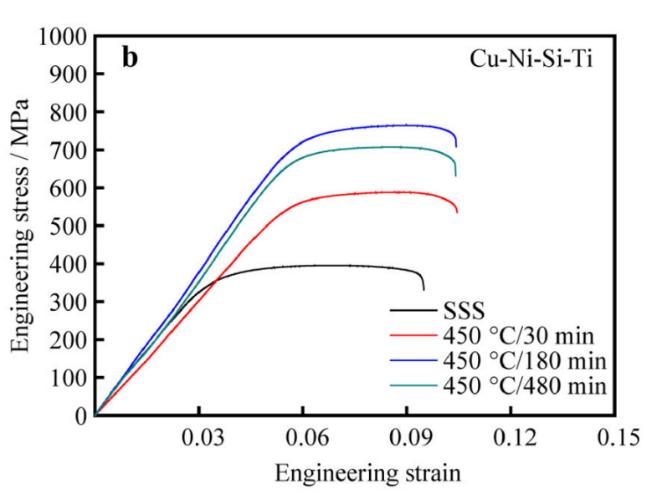 b
Cu-Ni-Si-Ti
Engineering stress / MPa
1000
900
800
700
600
500
400
300
200
100
0
SSS
450 °C/30 min
450 °C/180 min
450 °C/480 min
0.03 0.06 0.09 0.12 0.15
Engineering strain